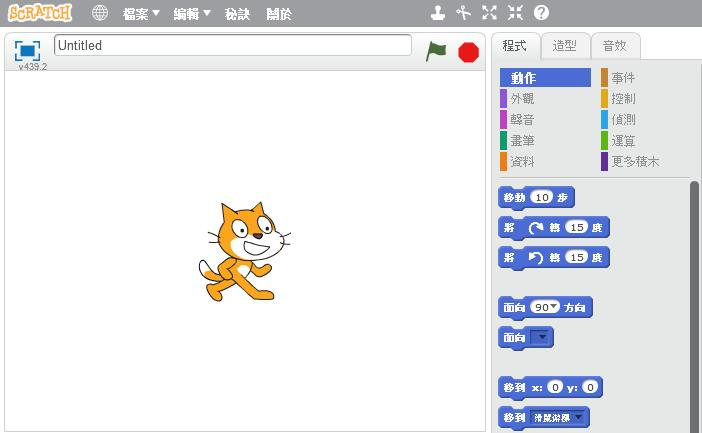 SCRATCH 檔案 編輯 秘訣 關於
Untitled
v439.2
程式 造型 音效
動作 事件
外觀 控制
聲音 偵測
畫筆 運算
資料 更多積木
移動 10 步
將 轉 15 度
將 轉 15 度
面向 90 方向
面向
移到 x: 0 y: 0
移到 滑鼠游標